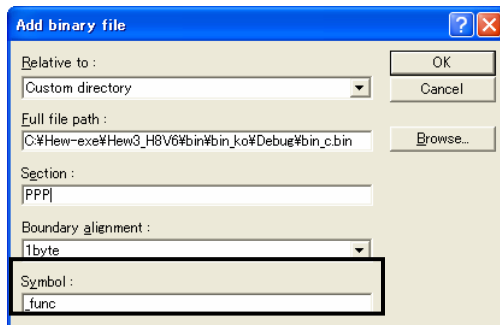 Add binary file
Relative to :
OK
Custom directory
Cancel
Full file path :
C:¥Hew-exe¥Hew3_H8V6¥bin¥bin_ko¥Debug¥bin_c.bin
Browse...
Section :
PPP
Boundary alignment :
1byte
Symbol :
_func